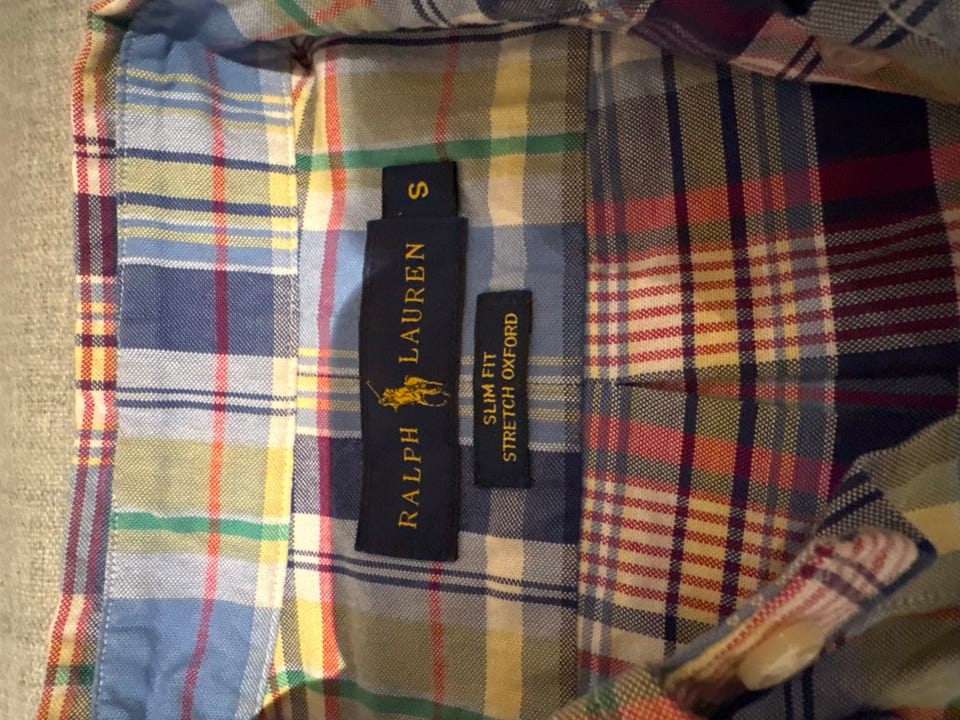 S
RALPH LAUREN
SLIM FIT
STRETCH OXFORD